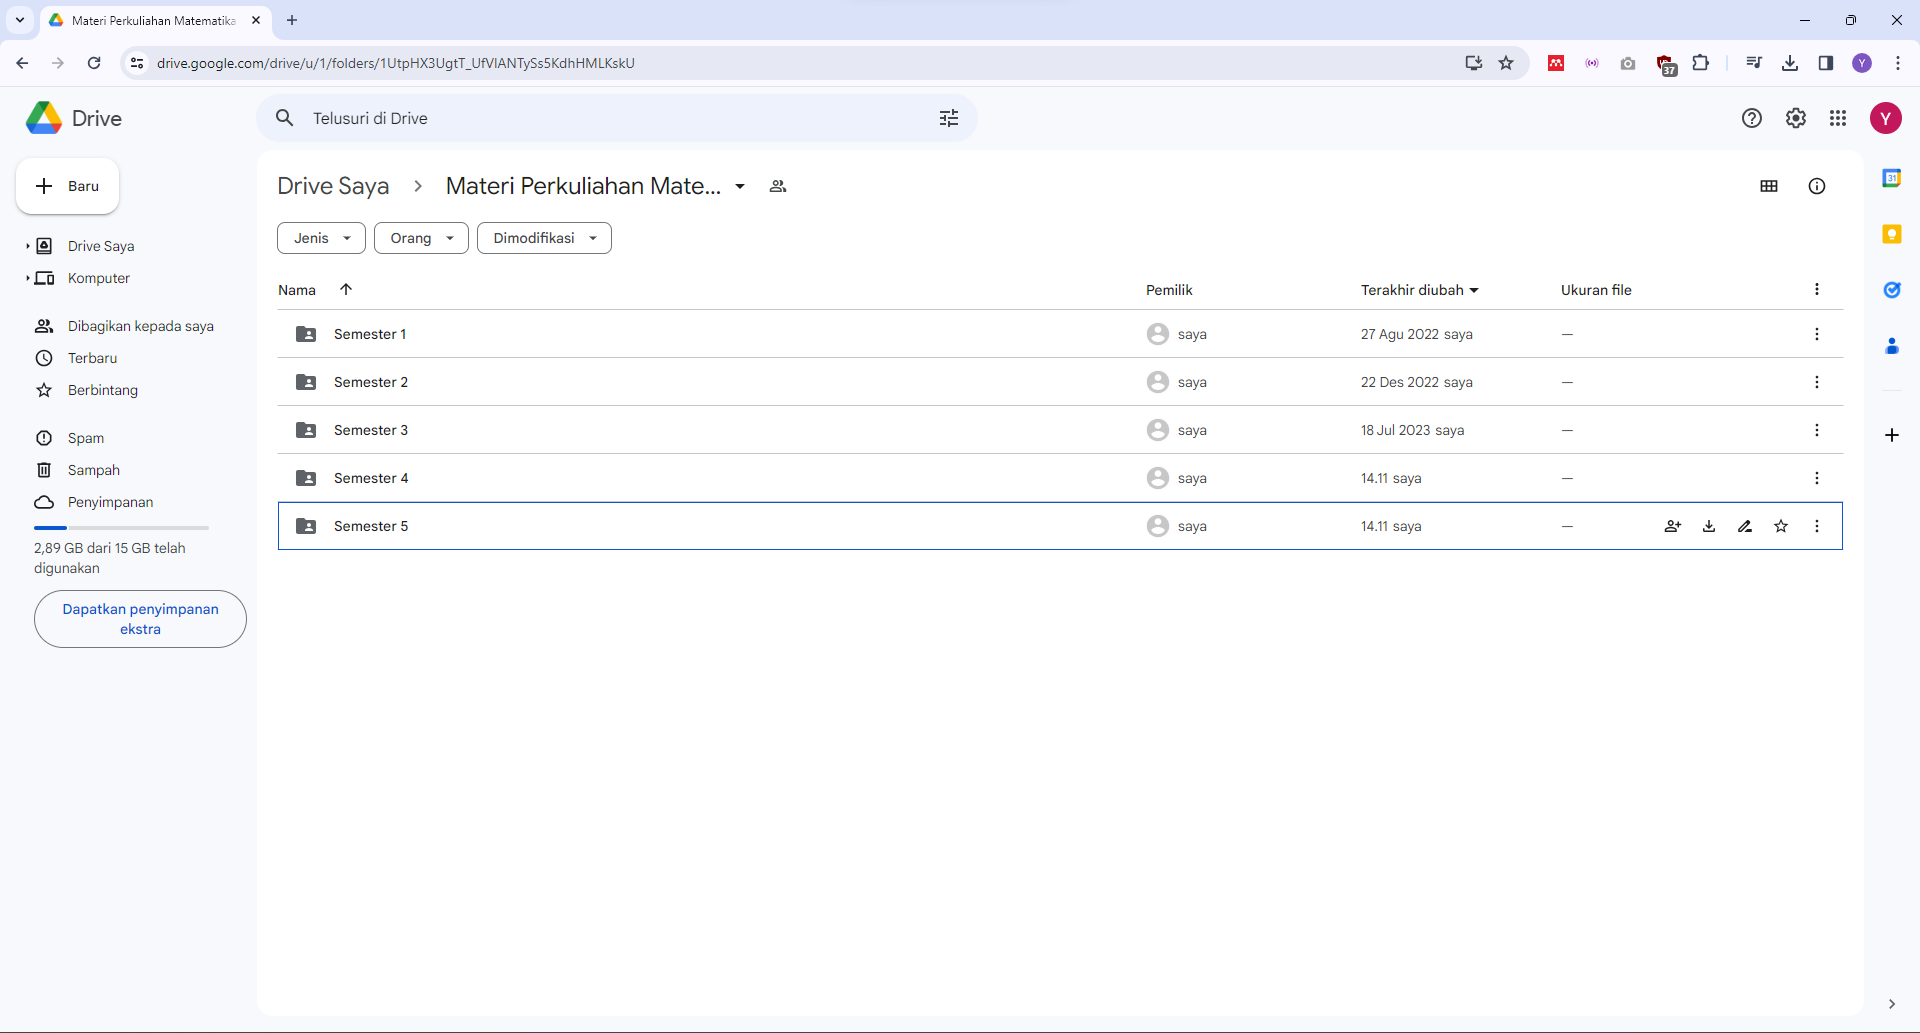 Materi Perkuliahan Matematika
drive.google.com/drive/u/1/folders/1UtpHX3UgtT_UfVlANTySs5KdhHMLKskU
37
Y
Drive
Telusuri di Drive
Y
Baru
Drive Saya
Komputer
Dibagikan kepada saya
Terbaru
Berbintang
Spam
Sampah
Penyimpanan
2,89 GB dari 15 GB telah
digunakan
Dapatkan penyimpanan
ekstra
Drive Saya > Materi Perkuliahan Mate...
Jenis Orang Dimodifikasi
Nama Pemilik Terakhir diubah Ukuran file
Semester 1 saya 27 Agu 2022 saya —
Semester 2 saya 22 Des 2022 saya —
Semester 3 saya 18 Jul 2023 saya —
Semester 4 saya 14.11 saya —
Semester 5 saya 14.11 saya —
31